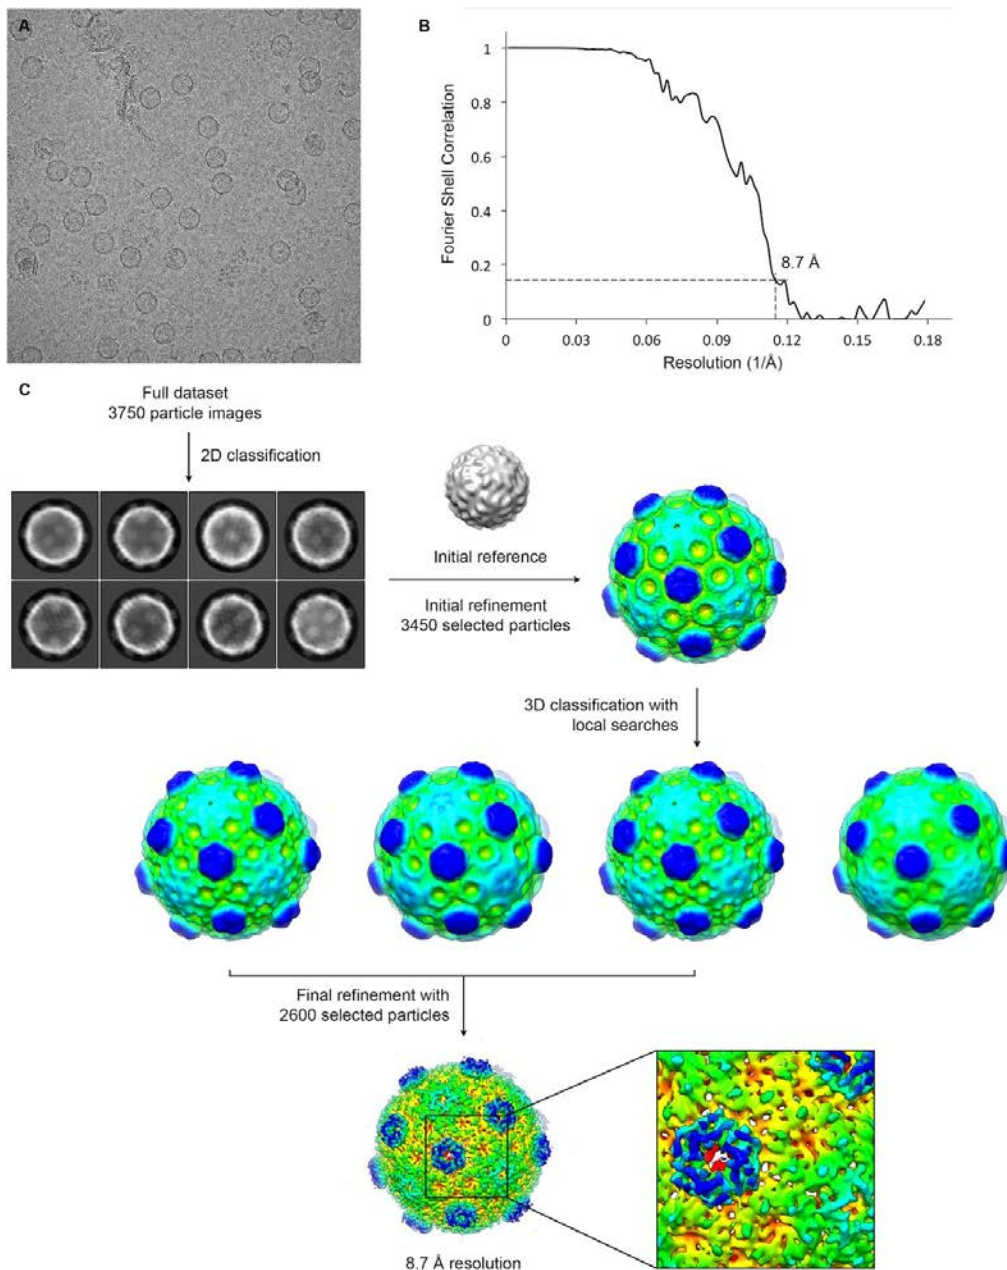 A
B
Fourier Shell Correlation
1
0.8
0.6
0.4
0.2
0
8.7 Å
0 0.03 0.06 0.09 0.12 0.15 0.18
Resolution (1/Å)
C
Full dataset
3750 particle images
2D classification
Initial reference
Initial refinement
3450 selected particles
3D classification with
local searches
Final refinement with
2600 selected particles
8.7 Å resolution